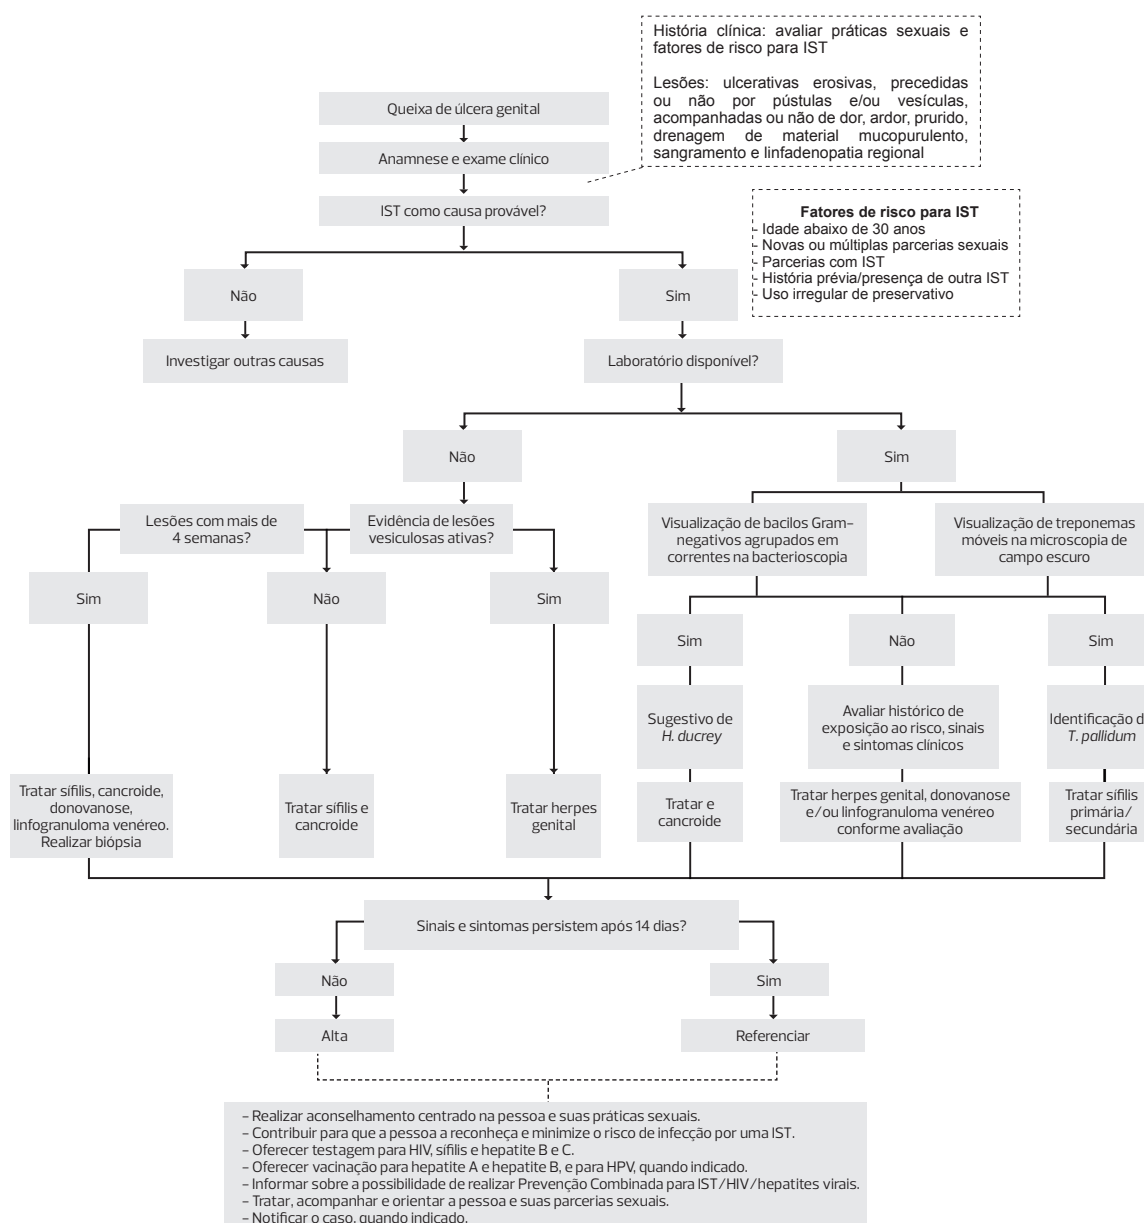 História clínica: avaliar práticas sexuais e
fatores de risco para IST
Lesões: ulcerativas erosivas, precedidas
ou não por pústulas e/ou vesículas,
acompanhadas ou não de dor, ardor, prurido,
drenagem de material mucopurulento,
sangramento e linfadenopatia regional
Queixa de úlcera genital
Anamnese e exame clínico
IST como causa provável?
Fatores de risco para IST
- Idade abaixo de 30 anos
- Novas ou múltiplas parcerias sexuais
- Parcerias com IST
- História prévia/presença de outra IST
- Uso irregular de preservativo
Não
Sim
Investigar outras causas
Laboratório disponível?
Não
Sim
Lesões com mais de
4 semanas?
Evidência de lesões
vesiculosas ativas?
Visualização de bacilos Gram-
negativos agrupados em
correntes na bacterioscopia
Visualização de treponemas
móveis na microscopia de
campo escuro
Sim
Não
Sim
Sim
Não
Sim
Sugestivo de
H. ducrey
Avaliar histórico de
exposição ao risco, sinais
e sintomas clínicos
Identificação d
T. pallidum
Tratar sífilis, cancroide,
donovanose,
linfogranuloma venéreo.
Realizar biópsia
Tratar sífilis e
cancroide
Tratar herpes
genital
Tratar e
cancroide
Tratar herpes genital, donovanose
e/ou linfogranuloma venéreo
conforme avaliação
Tratar sífilis
primária/
secundária
Sinais e sintomas persistem após 14 dias?
Não
Sim
Alta
Referenciar
- Realizar aconselhamento centrado na pessoa e suas práticas sexuais.
- Contribuir para que a pessoa a reconheça e minimize o risco de infecção por uma IST.
- Oferecer testagem para HIV, sífilis e hepatite B e C.
- Oferecer vacinação para hepatite A e hepatite B, e para HPV, quando indicado.
- Informar sobre a possibilidade de realizar Prevenção Combinada para IST/HIV/hepatites virais.
- Tratar, acompanhar e orientar a pessoa e suas parcerias sexuais.
- Notificar o caso, quando indicado.